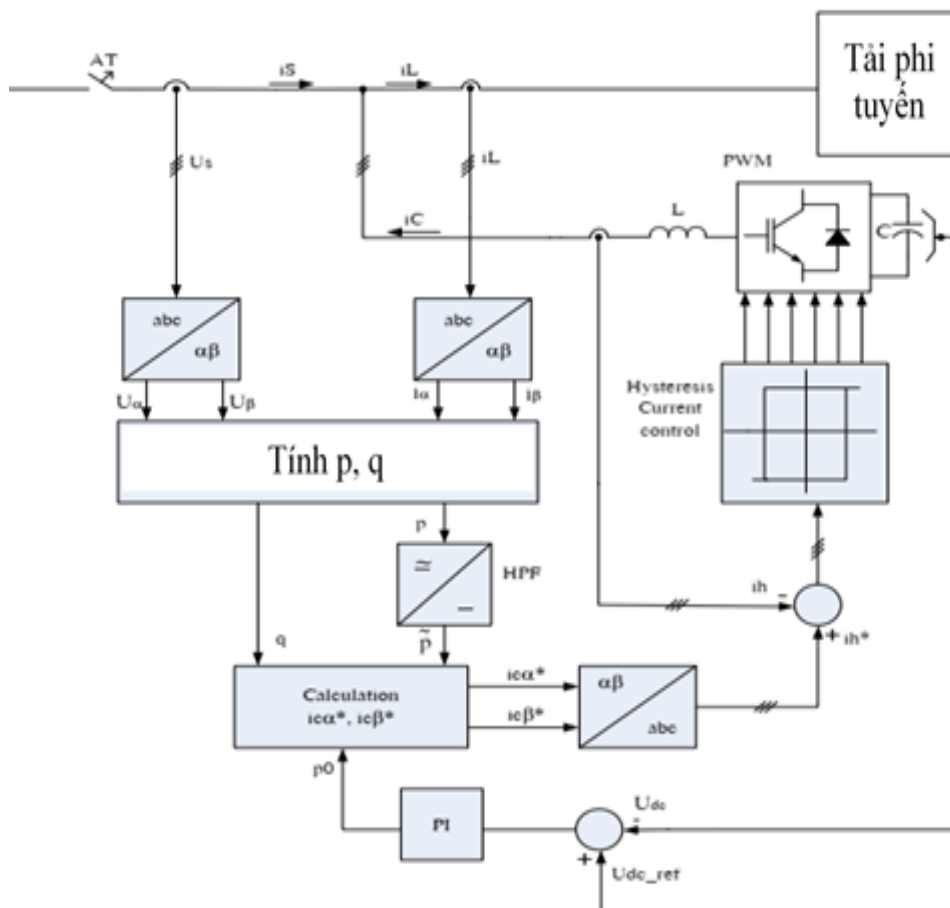 AT
iS
iL
Tải phi
tuyến
Us
iL
PWM
iC
L
C
abc
αβ
abc
αβ
Uα
Uβ
iα
iβ
Hysteresis
Current
control
Tính p, q
p
HPF
≃
−
ih
-
+
ih*
q
p̃
Calculation
icα*, icβ*
icα*
icβ*
αβ
abc
p0
PI
Udc
-
+
Udc_ref